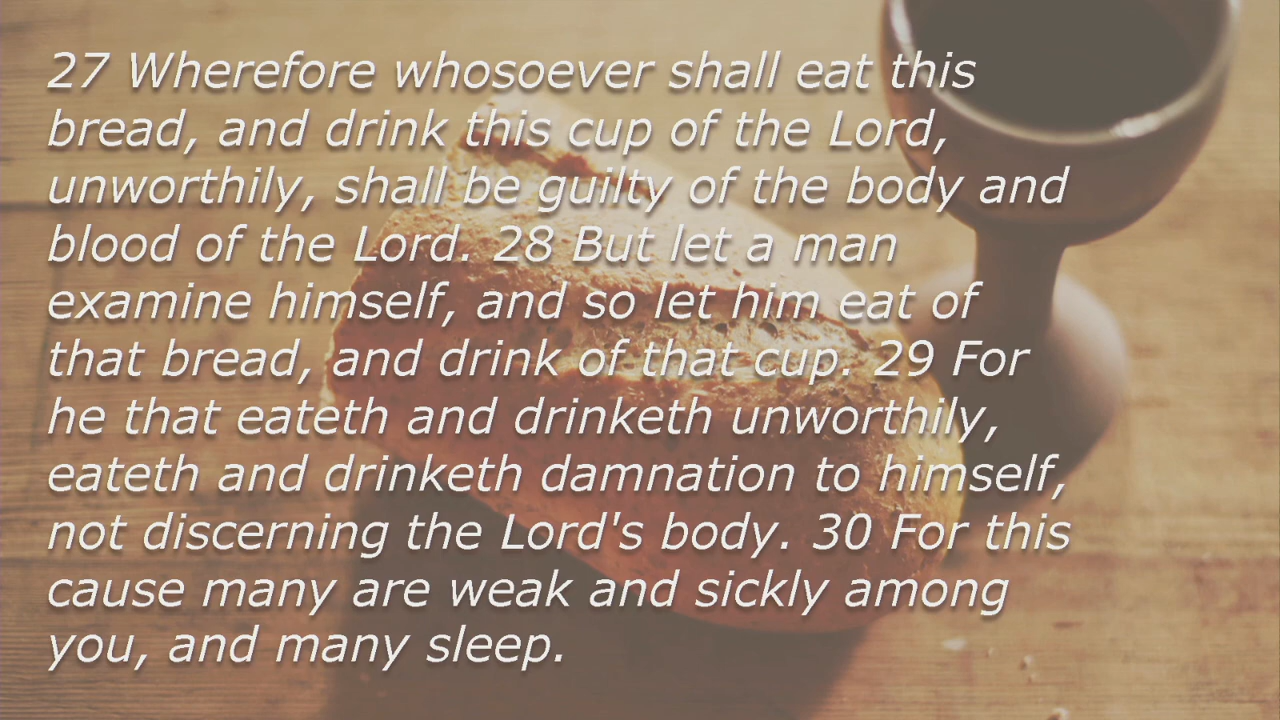 27 Wherefore whosoever shall eat this
bread, and drink this cup of the Lord,
unworthily, shall be guilty of the body and
blood of the Lord. 28 But let a man
examine himself, and so let him eat of
that bread, and drink of that cup. 29 For
he that eateth and drinketh unworthily,
eateth and drinketh damnation to himself,
not discerning the Lord's body. 30 For this
cause many are weak and sickly among
you, and many sleep.